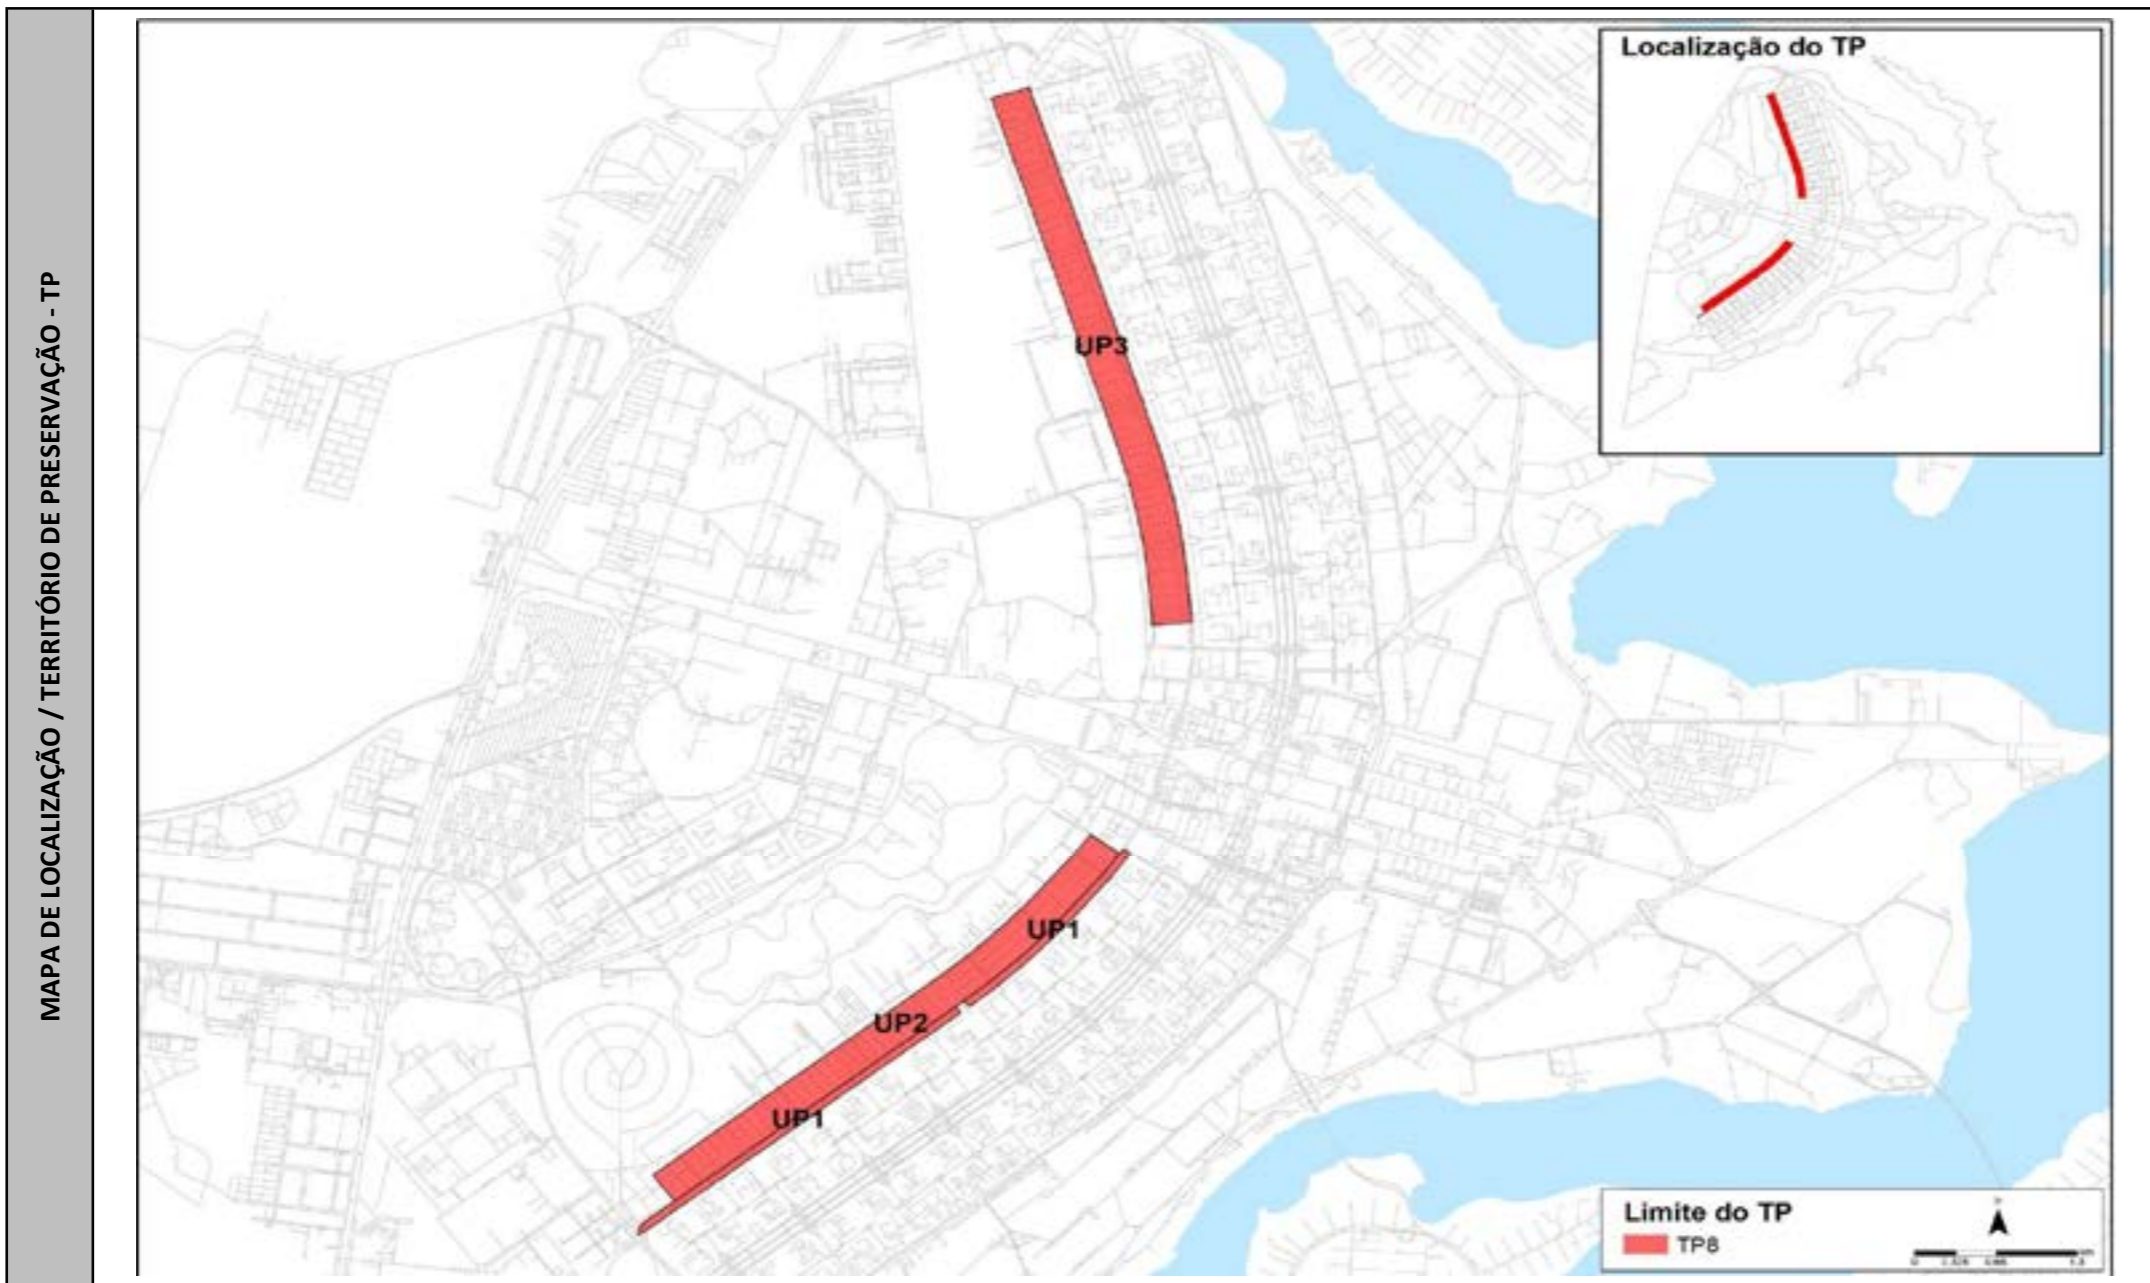 MAPA DE LOCALIZAÇÃO / TERRITÓRIO DE PRESERVAÇÃO - TP
Localização do TP
UP3
UP1
UP2
UP1
Limite do TP
TP8